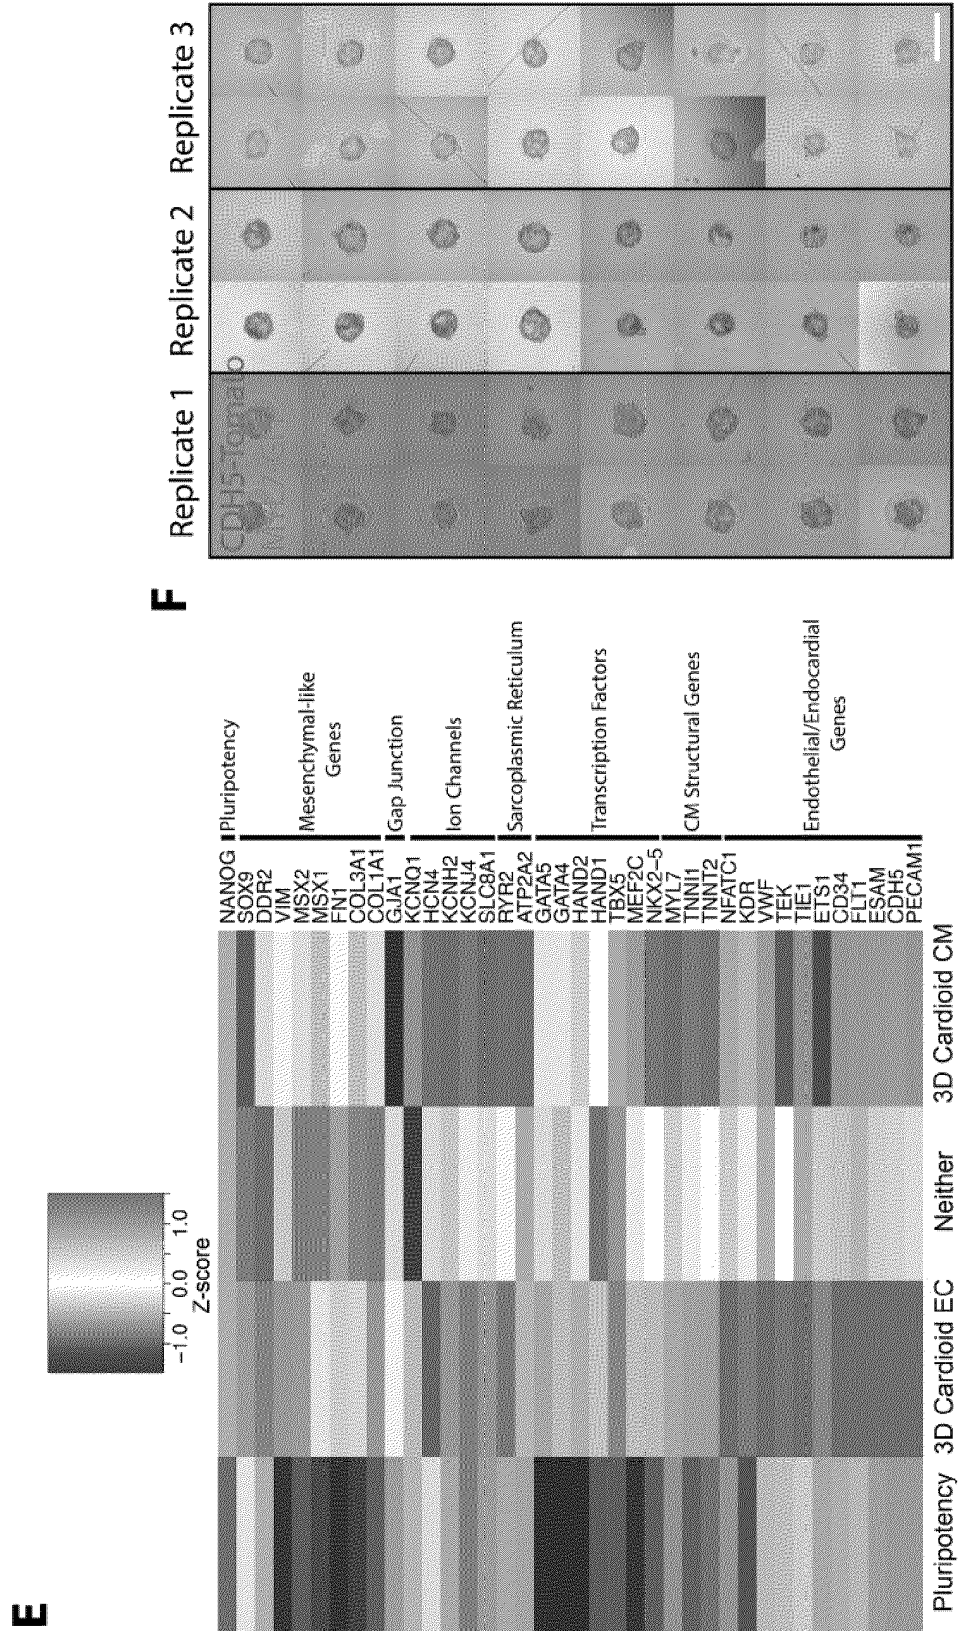 E
−1.0 0.0 1.0
Z-score
NANOG
SOX9
DDR2
VIM
MSX2
MSX1
FN1
COL3A1
COL1A1
GJA1
KCNQ1
HCN4
KCNH2
KCNJ4
SLC8A1
RYR2
ATP2A2
GATA5
GATA4
HAND2
HAND1
TBX5
MEF2C
NKX2−5
MYL7
TNNI1
TNNT2
NFATC1
KDR
VWF
TEK
TIE1
ETS1
CD34
FLT1
ESAM
CDH5
PECAM1
Pluripotency
Mesenchymal-like
Genes
Gap Junction
Ion Channels
Sarcoplasmic Reticulum
Transcription Factors
CM Structural Genes
Endothelial/Endocardial
Genes
Pluripotency 3D Cardioid EC Neither 3D Cardioid CM
F
Replicate 1 Replicate 2 Replicate 3
CDH5-Tomato